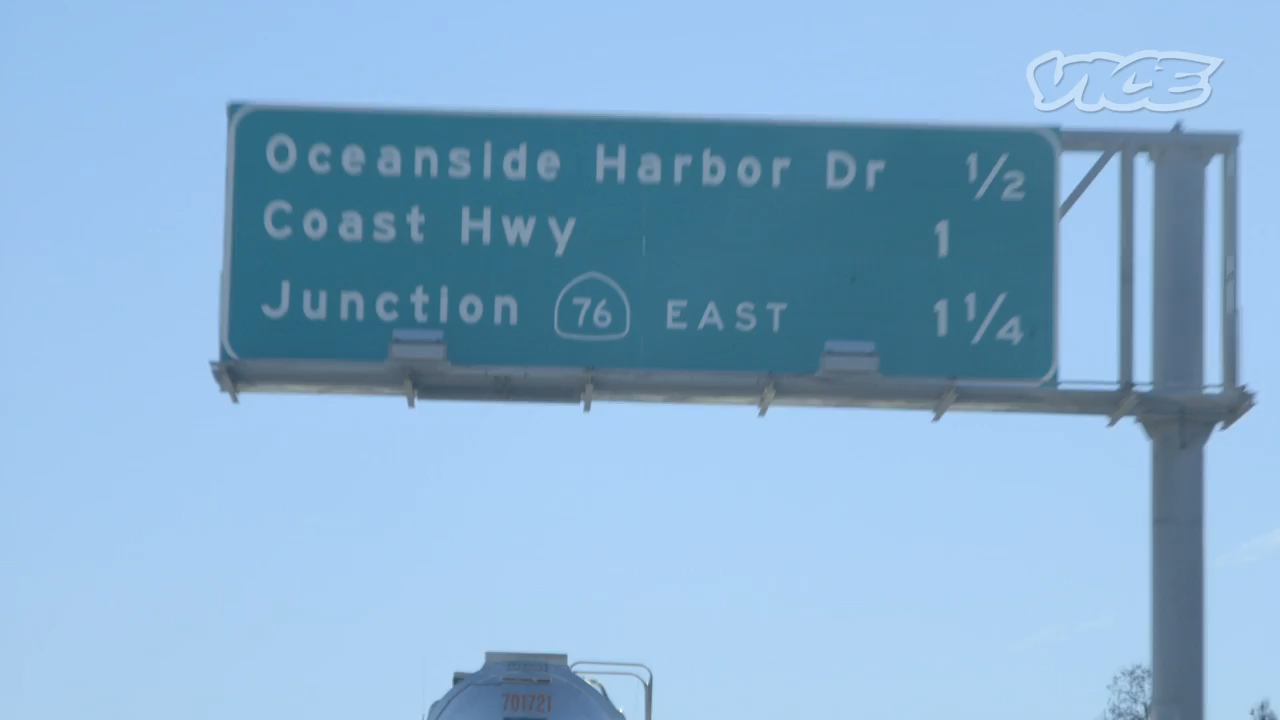 VICE
Oceanside Harbor Dr 1/2
Coast Hwy 1
Junction 76 EAST 1 1/4
701721